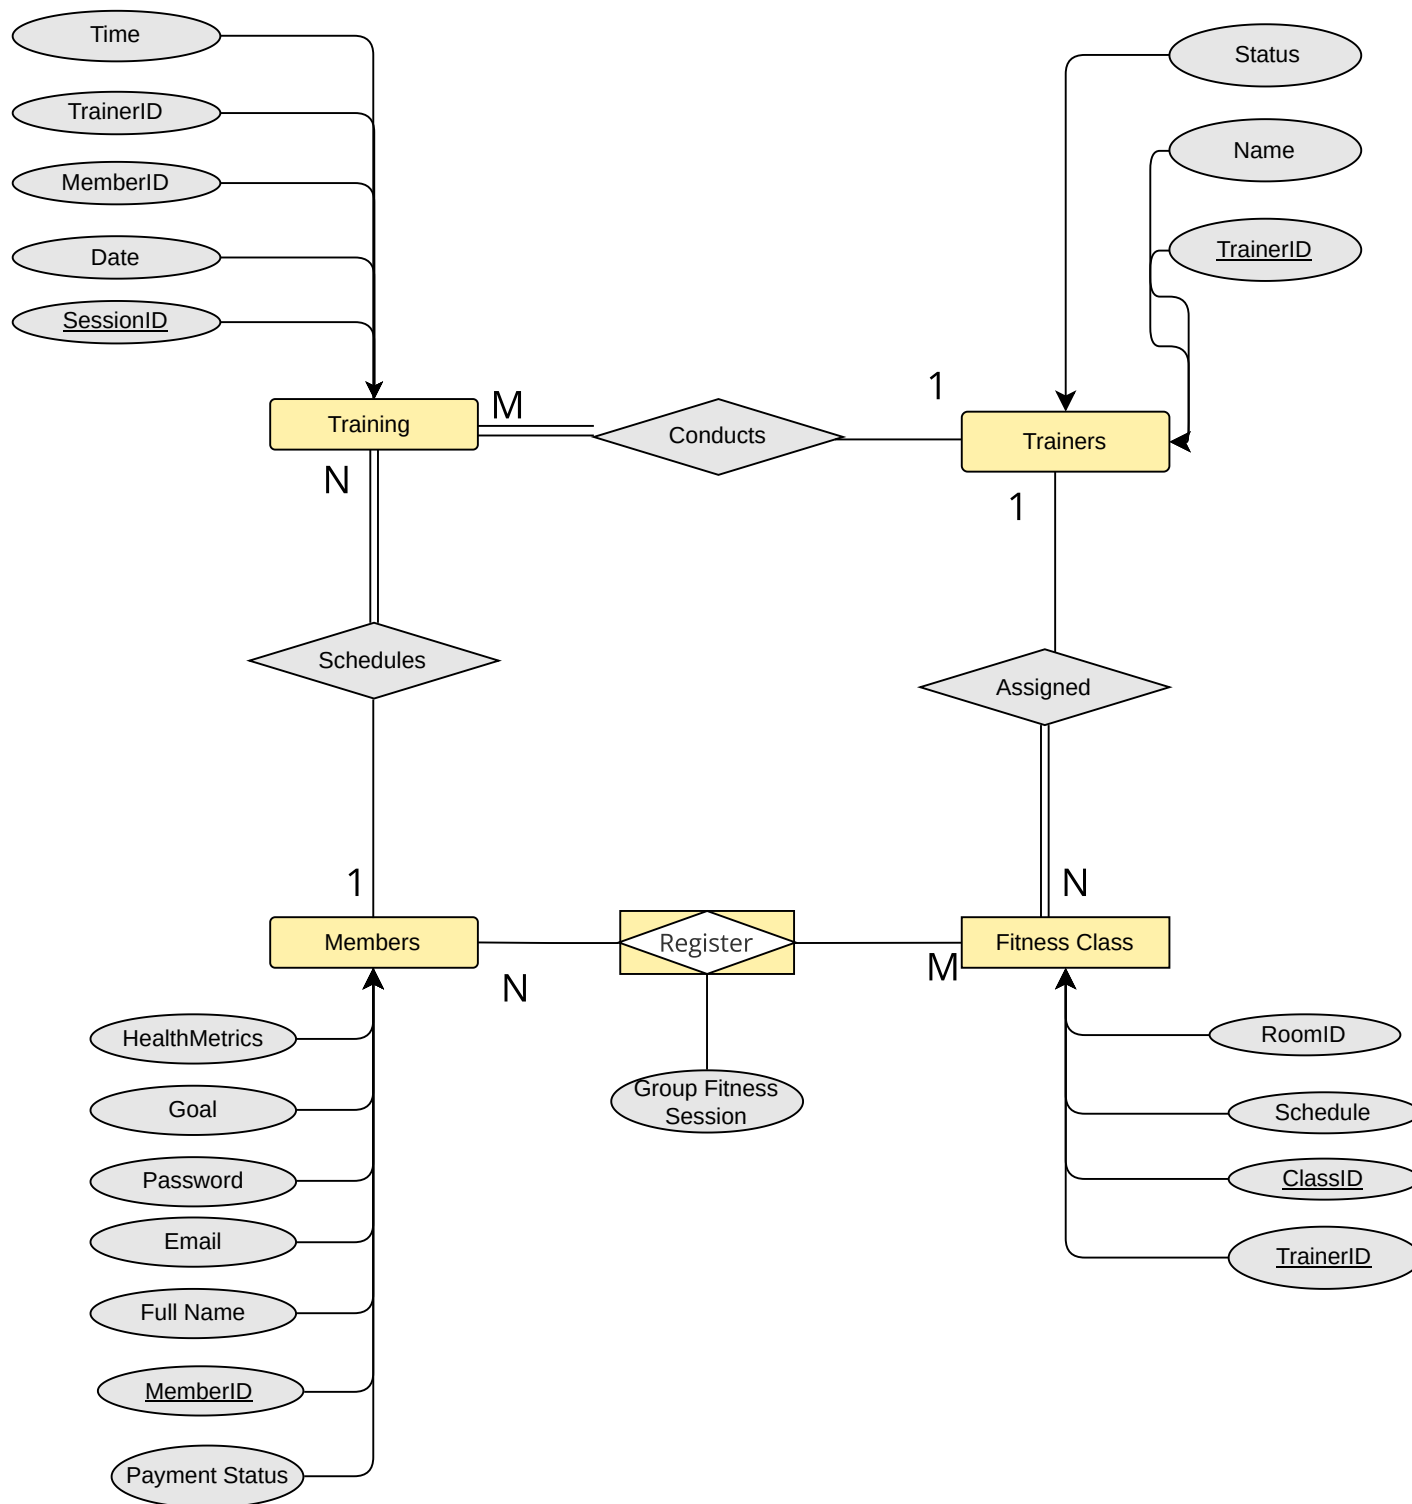 Time
TrainerID
MemberID
Date
SessionID
Status
Name
TrainerID
Training
M
Conducts
1
Trainers
N
1
Schedules
Assigned
1
N
Members
N
Register
M
Fitness Class
Group Fitness
Session
HealthMetrics
Goal
Password
Email
Full Name
MemberID
Payment Status
RoomID
Schedule
ClassID
TrainerID